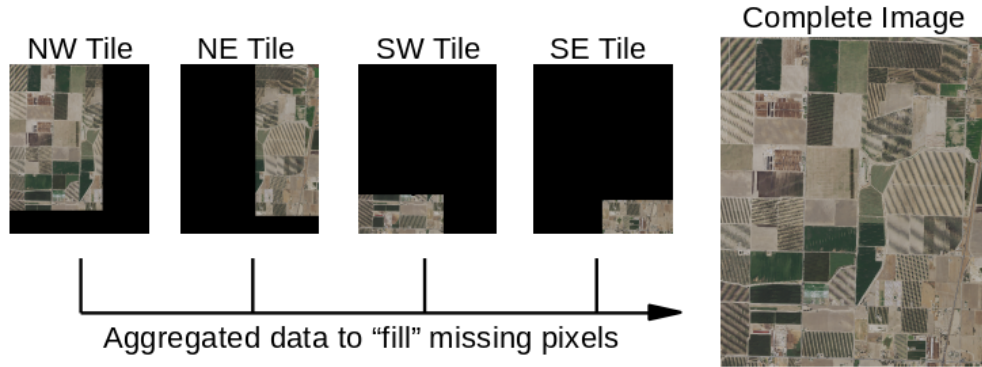 Complete Image
NW Tile
NE Tile
SW Tile
SE Tile
Aggregated data to “fill” missing pixels